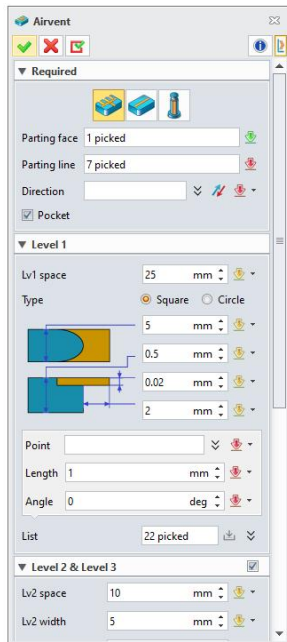 Airvent
Required
Parting face 1 picked
Parting line 7 picked
Direction
Pocket
Level 1
Lv1 space 25 mm
Type Square Circle
5 mm
0.5 mm
0.02 mm
2 mm
Point
Length 1 mm
Angle 0 deg
List 22 picked
Level 2 & Level 3
Lv2 space 10 mm
Lv2 width 5 mm